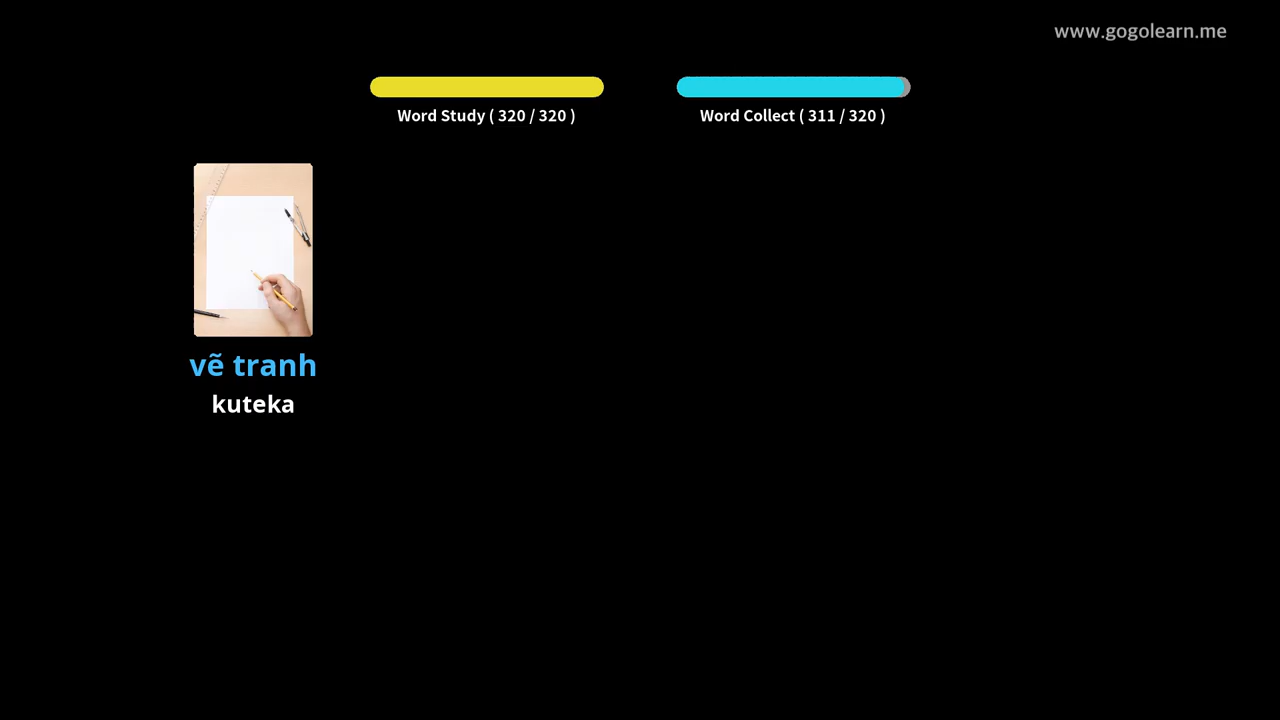 www.gogolearn.me
Word Study ( 320 / 320 )
Word Collect ( 311 / 320 )
vẽ tranh
kuteka